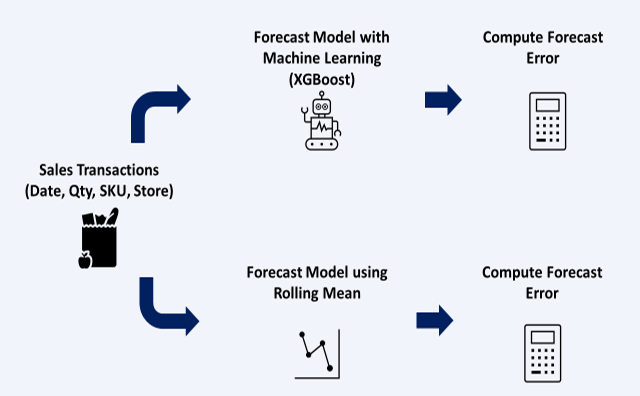 Forecast Model with
Machine Learning
(XGBoost)
Compute Forecast
Error
Sales Transactions
(Date, Qty, SKU, Store)
Forecast Model using
Rolling Mean
Compute Forecast
Error